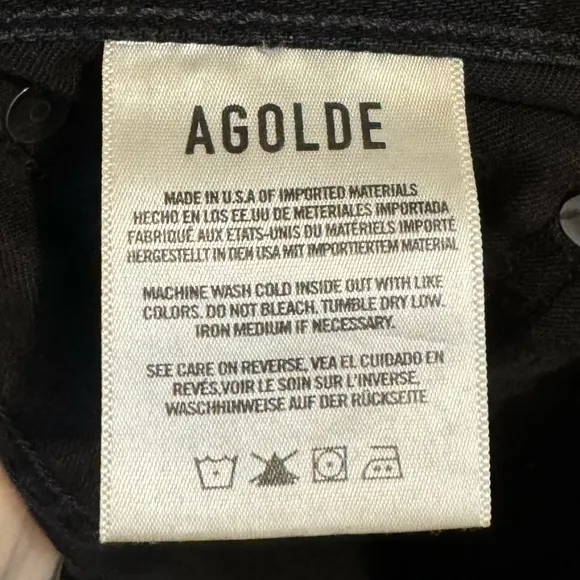 AGOLDE
MADE IN U.S.A OF IMPORTED MATERIALS
HECHO EN LOS EE.UU DE METERIALES IMPORTADA
FABRIQUÉ AUX ETATS-UNIS DU MATERIELS IMPORTÉ
HERGESTELLT IN DEM USA MIT IMPORTIERTEM MATERIAL
MACHINE WASH COLD INSIDE OUT WITH LIKE
COLORS. DO NOT BLEACH. TUMBLE DRY LOW.
IRON MEDIUM IF NECESSARY.
SEE CARE ON REVERSE, VEA EL CUIDADO EN
REVÉS, VOIR LE SOIN SUR L'INVERSE,
WASCHHINWEISE AUF DER RÜCKSEITE